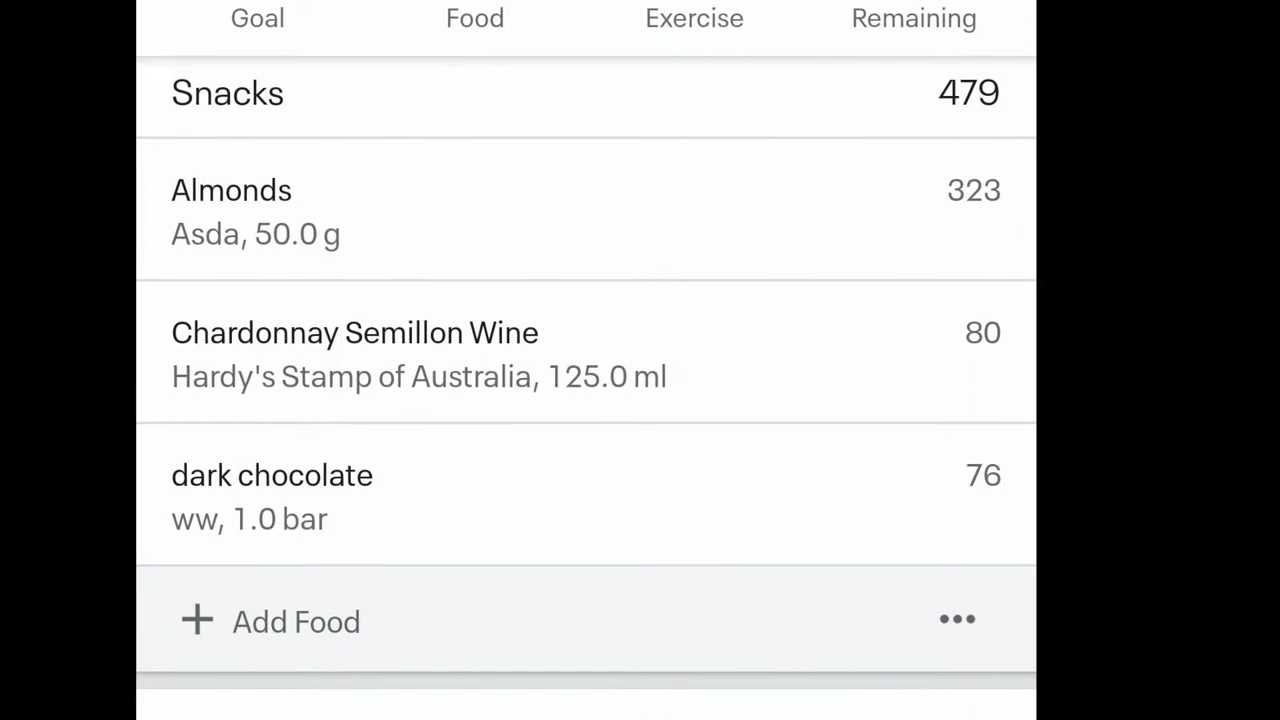 Goal Food Exercise Remaining
Snacks 479
Almonds 323
Asda, 50.0 g
Chardonnay Semillon Wine 80
Hardy's Stamp of Australia, 125.0 ml
dark chocolate 76
ww, 1.0 bar
+ Add Food •••